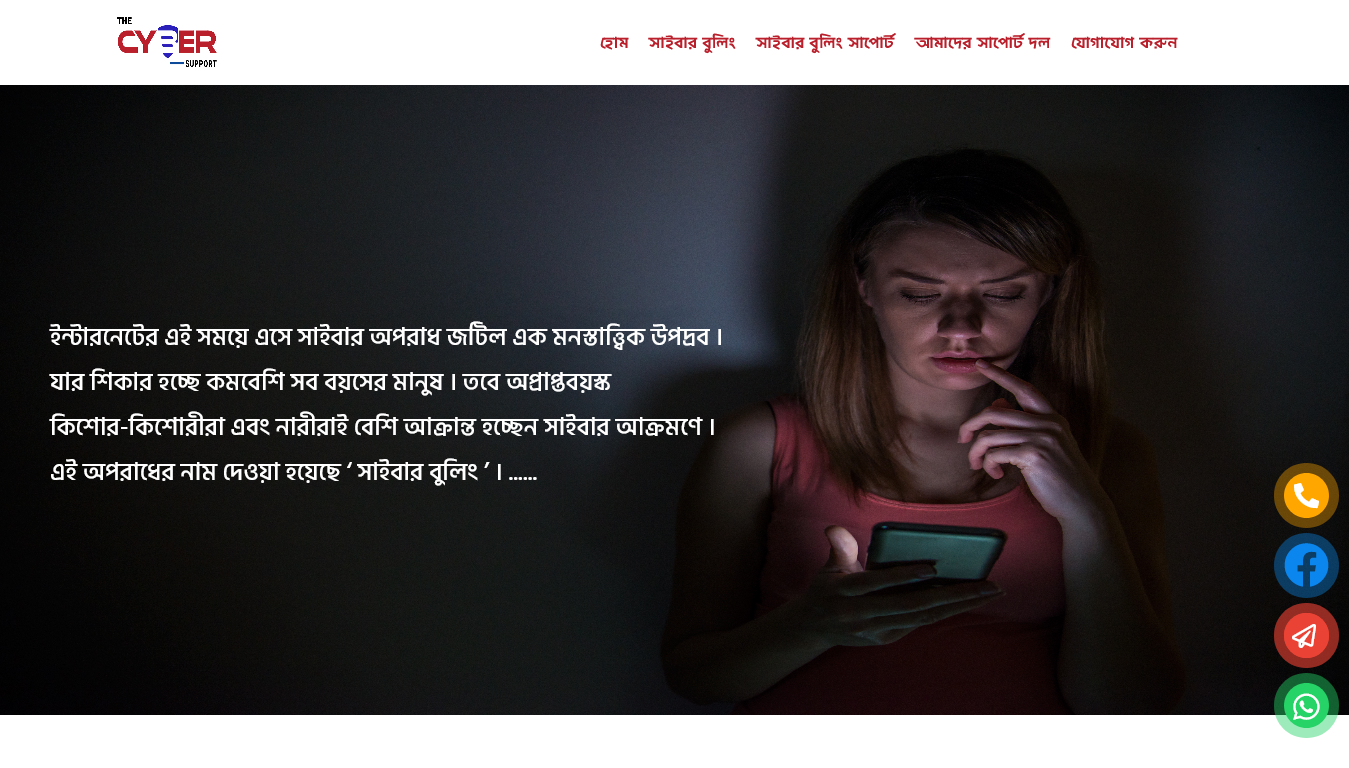 THE
CYBER
SUPPORT
হোম সাইবার বুলিং সাইবার বুলিং সাপোর্ট আমাদের সাপোর্ট দল যোগাযোগ করুন
ইন্টারনেটের এই সময়ে এসে সাইবার অপরাধ জটিল এক মনস্তাত্ত্বিক উপদ্রব ।
যার শিকার হচ্ছে কমবেশি সব বয়সের মানুষ । তবে অপ্রাপ্তবয়স্ক
কিশোর-কিশোরীরা এবং নারীরাই বেশি আক্রান্ত হচ্ছেন সাইবার আক্রমণে ।
এই অপরাধের নাম দেওয়া হয়েছে ‘ সাইবার বুলিং ’ । ......